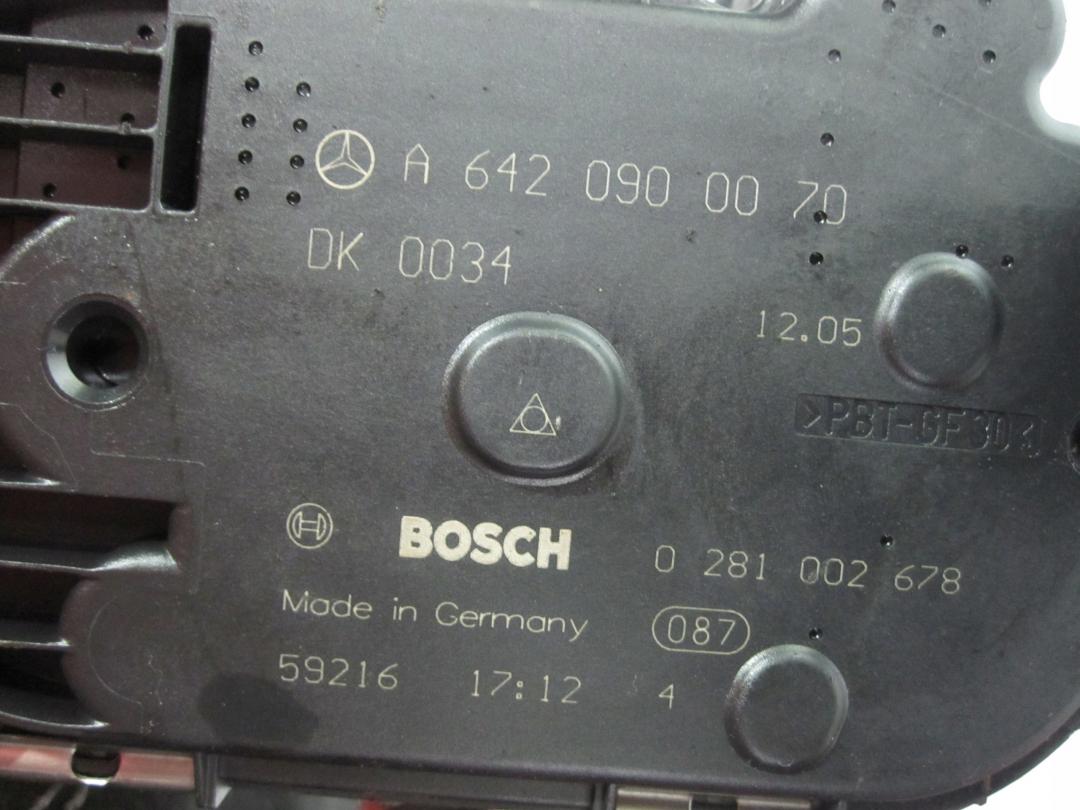 A 642 090 00 70
DK 0034
12.05
>PBT-GF30<
BOSCH 0 281 002 678
Made in Germany 087
59216 17:12 4